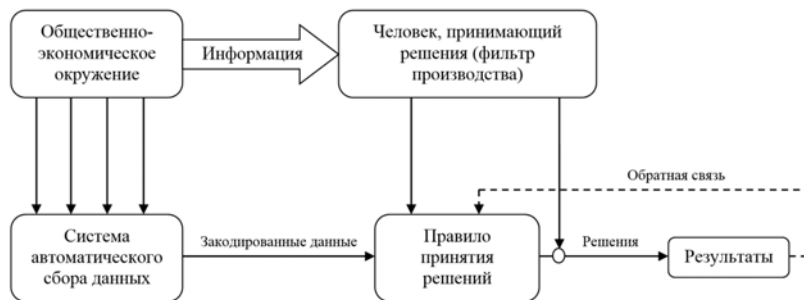 Общественно-
экономическое
окружение
Информация
Человек, принимающий
решения (фильтр
производства)
Обратная связь
Система
автоматического
сбора данных
Закодированные данные
Правило
принятия
решений
Решения
Результаты